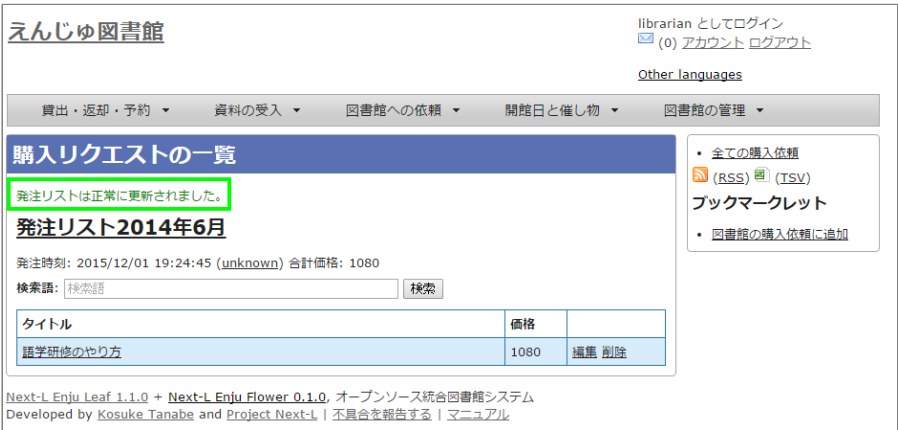 えんじゅ図書館
librarian としてログイン
(0) アカウント ログアウト
Other languages
貸出・返却・予約 ▼ 資料の受入 ▼ 図書館への依頼 ▼ 開館日と催し物 ▼ 図書館の管理 ▼
購入リクエストの一覧
発注リストは正常に更新されました。
発注リスト2014年6月
発注時刻: 2015/12/01 19:24:45 (unknown) 合計価格: 1080
検索語: 検索語 検索
タイトル 価格
語学研修のやり方 1080 編集 削除
・ 全ての購入依頼
(RSS) (TSV)
ブックマークレット
・ 図書館の購入依頼に追加
Next-L Enju Leaf 1.1.0 + Next-L Enju Flower 0.1.0, オープンソース統合図書館システム
Developed by Kosuke Tanabe and Project Next-L | 不具合を報告する | マニュアル